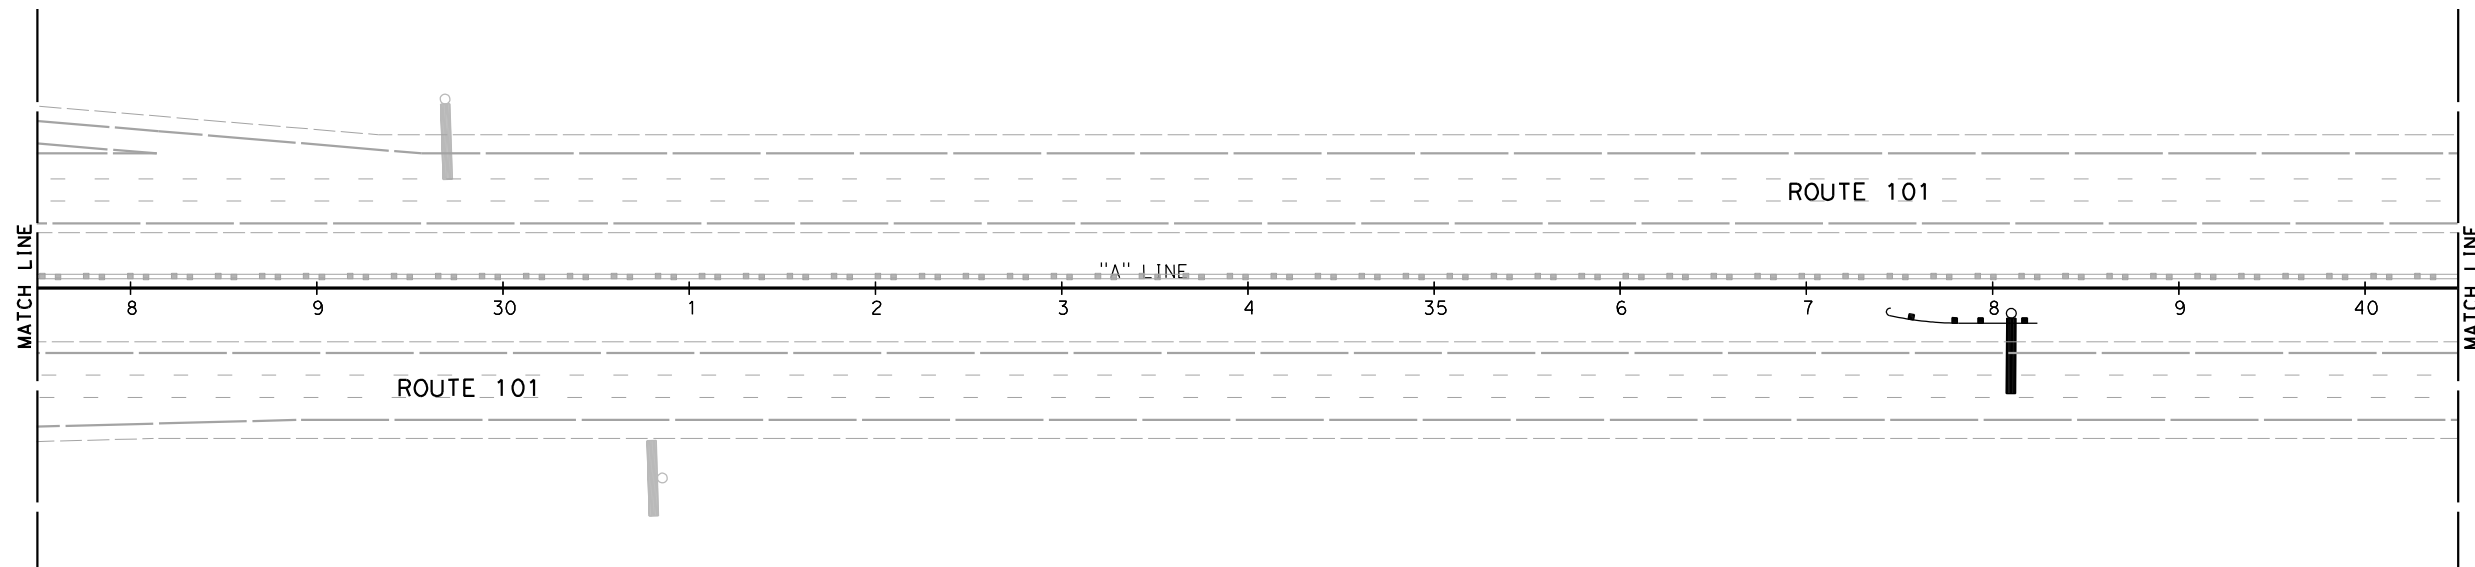 MATCH LINE
ROUTE 101
"A" LINE
8 9 30 1 2 3 4 35 6 7 8 9 40
ROUTE 101
MATCH LINE